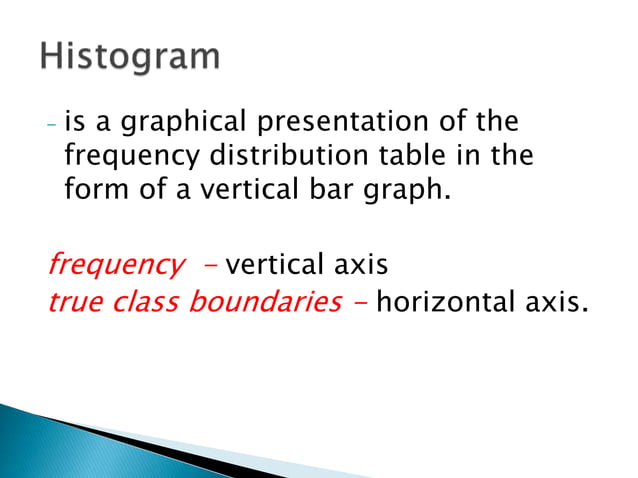 Histogram
- is a graphical presentation of the
frequency distribution table in the
form of a vertical bar graph.
frequency - vertical axis
true class boundaries - horizontal axis.